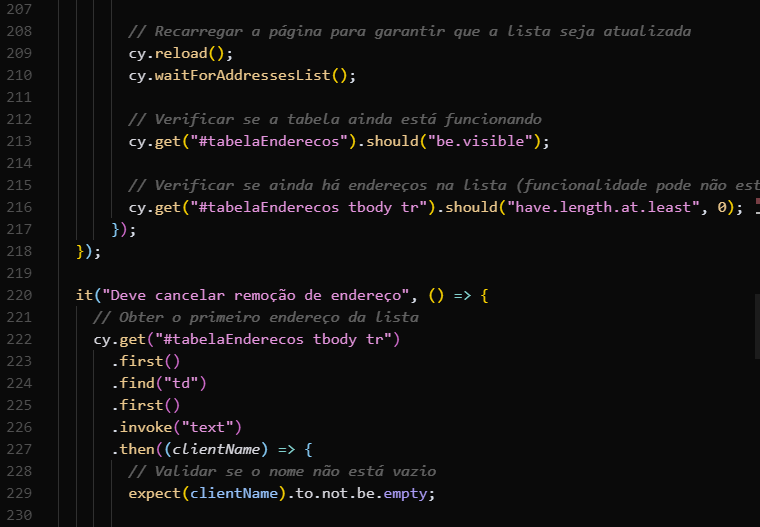 207
208 // Recarregar a página para garantir que a lista seja atualizada
209 cy.reload();
210 cy.waitForAddressesList();
211
212 // Verificar se a tabela ainda está funcionando
213 cy.get("#tabelaEnderecos").should("be.visible");
214
215 // Verificar se ainda há endereços na lista (funcionalidade pode não est
216 cy.get("#tabelaEnderecos tbody tr").should("have.length.at.least", 0);
217 });
218 });
219
220 it("Deve cancelar remoção de endereço", () => {
221 // Obter o primeiro endereço da lista
222 cy.get("#tabelaEnderecos tbody tr")
223 .first()
224 .find("td")
225 .first()
226 .invoke("text")
227 .then((clientName) => {
228 // Validar se o nome não está vazio
229 expect(clientName).to.not.be.empty;
230